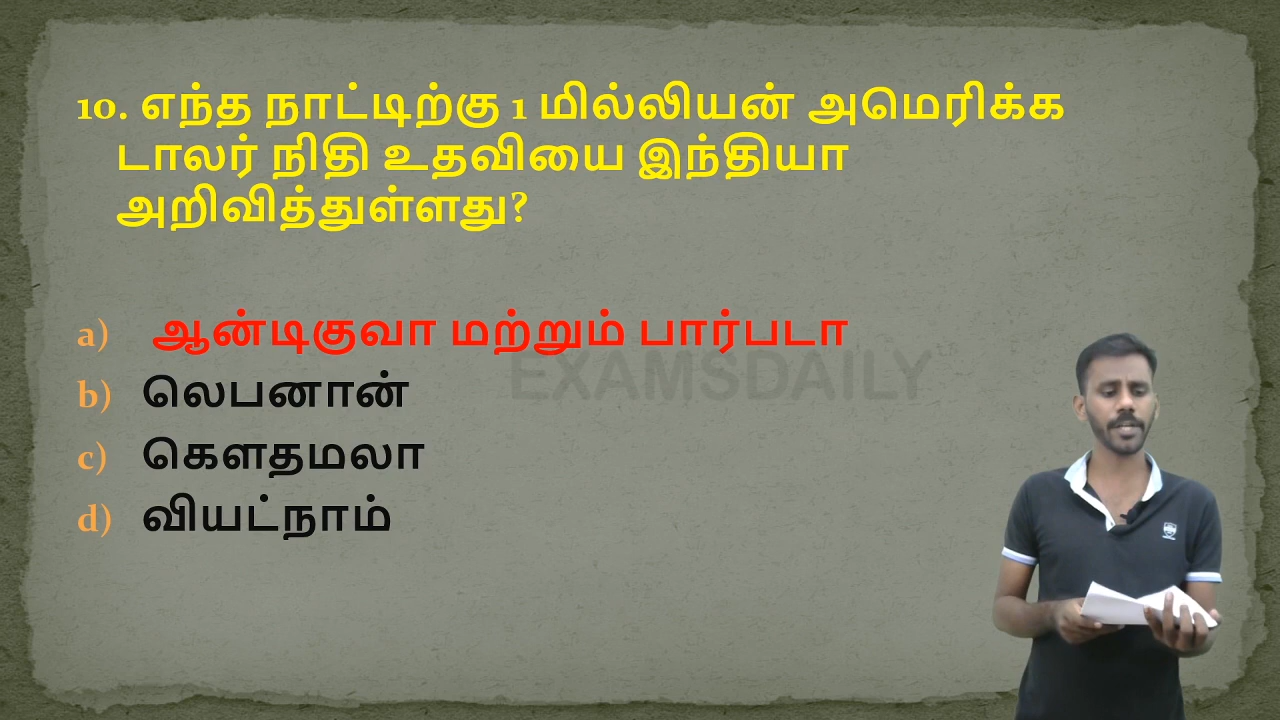 10. எந்த நாட்டிற்கு 1 மில்லியன் அமெரிக்க
டாலர் நிதி உதவியை இந்தியா
அறிவித்துள்ளது?
a) ஆன்டிகுவா மற்றும் பார்படா
EXAMSDAILY
b) லெபனான்
c) கௌதமலா
d) வியட்நாம்